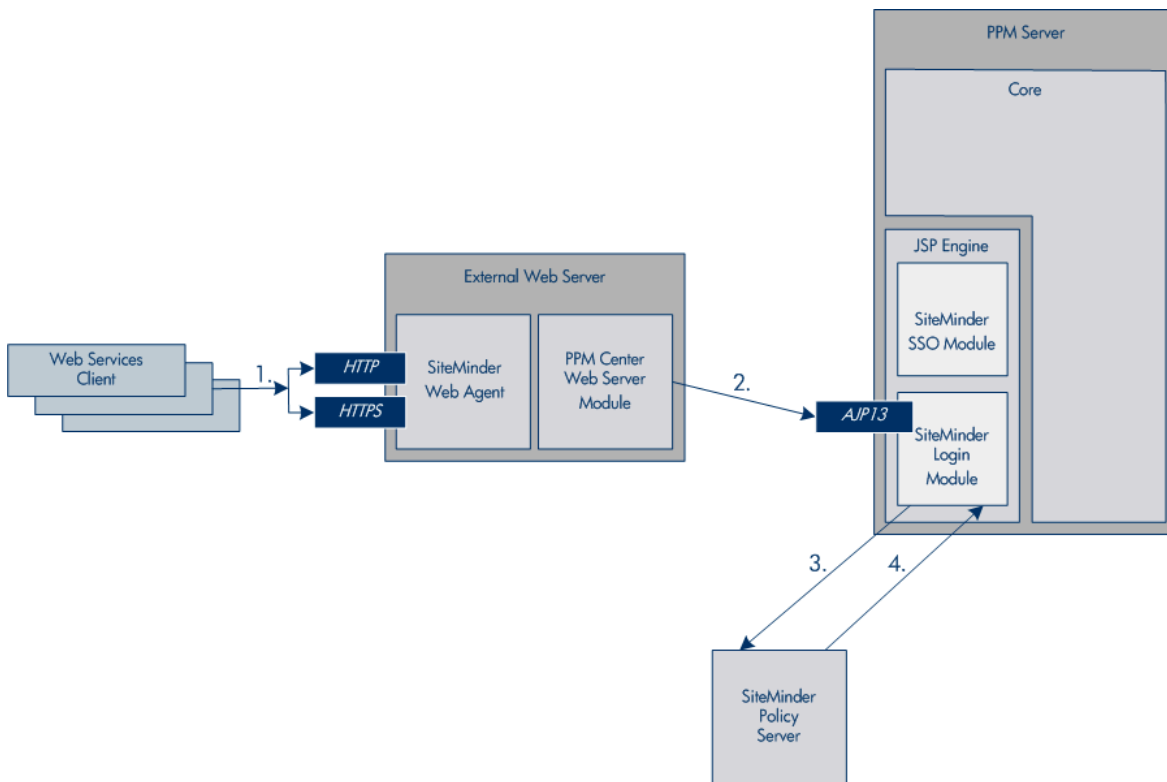 PPM Server
Core
JSP Engine
SiteMinder
SSO Module
SiteMinder
Login
Module
External Web Server
SiteMinder
Web Agent
PPM Center
Web Server
Module
Web Services
Client
1.
HTTP
HTTPS
2.
AJP13
3.
4.
SiteMinder
Policy
Server